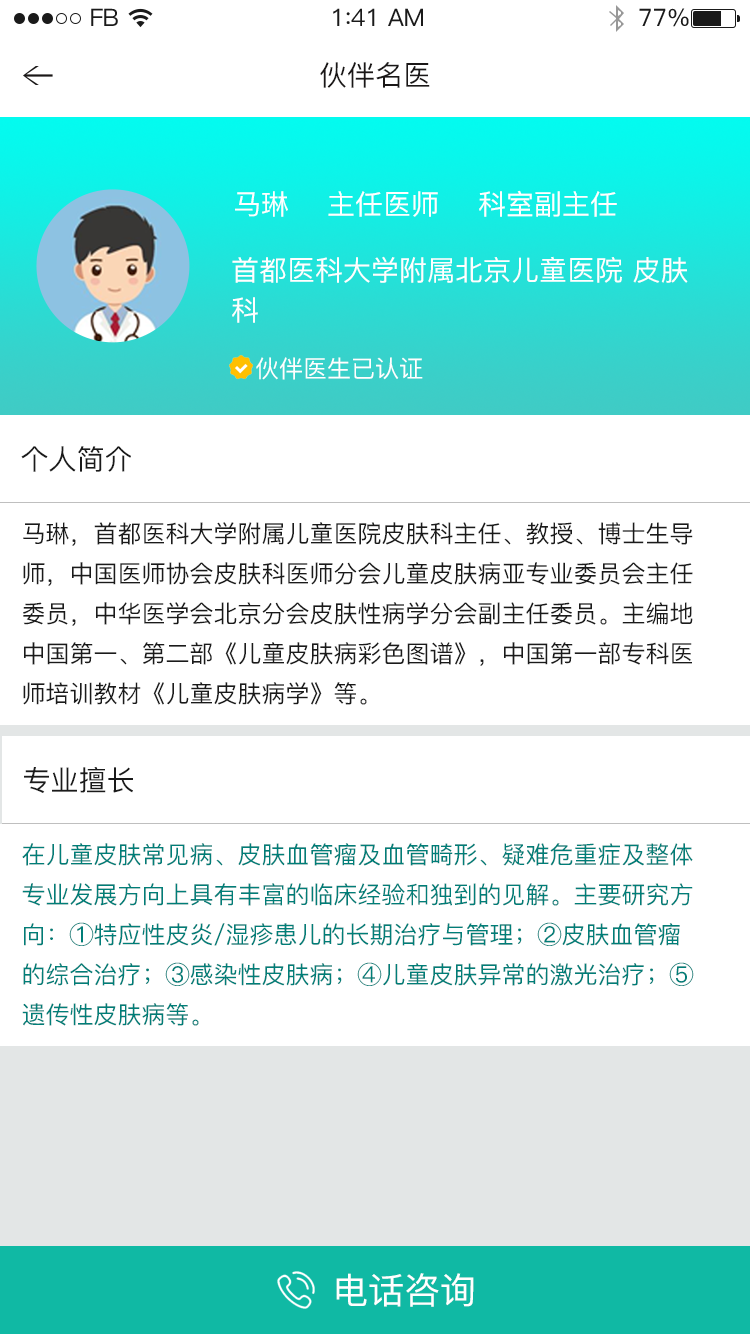 FB 1:41 AM 77%
伙伴名医
马琳 主任医师 科室副主任
首都医科大学附属北京儿童医院 皮肤
科
伙伴医生已认证
个人简介
马琳，首都医科大学附属儿童医院皮肤科主任、教授、博士生导
师，中国医师协会皮肤科医师分会儿童皮肤病亚专业委员会主任
委员，中华医学会北京分会皮肤性病学分会副主任委员。主编地
中国第一、第二部《儿童皮肤病彩色图谱》，中国第一部专科医
师培训教材《儿童皮肤病学》等。
专业擅长
在儿童皮肤常见病、皮肤血管瘤及血管畸形、疑难危重症及整体
专业发展方向上具有丰富的临床经验和独到的见解。主要研究方
向：①特应性皮炎/湿疹患儿的长期治疗与管理；②皮肤血管瘤
的综合治疗；③感染性皮肤病；④儿童皮肤异常的激光治疗；⑤
遗传性皮肤病等。
电话咨询